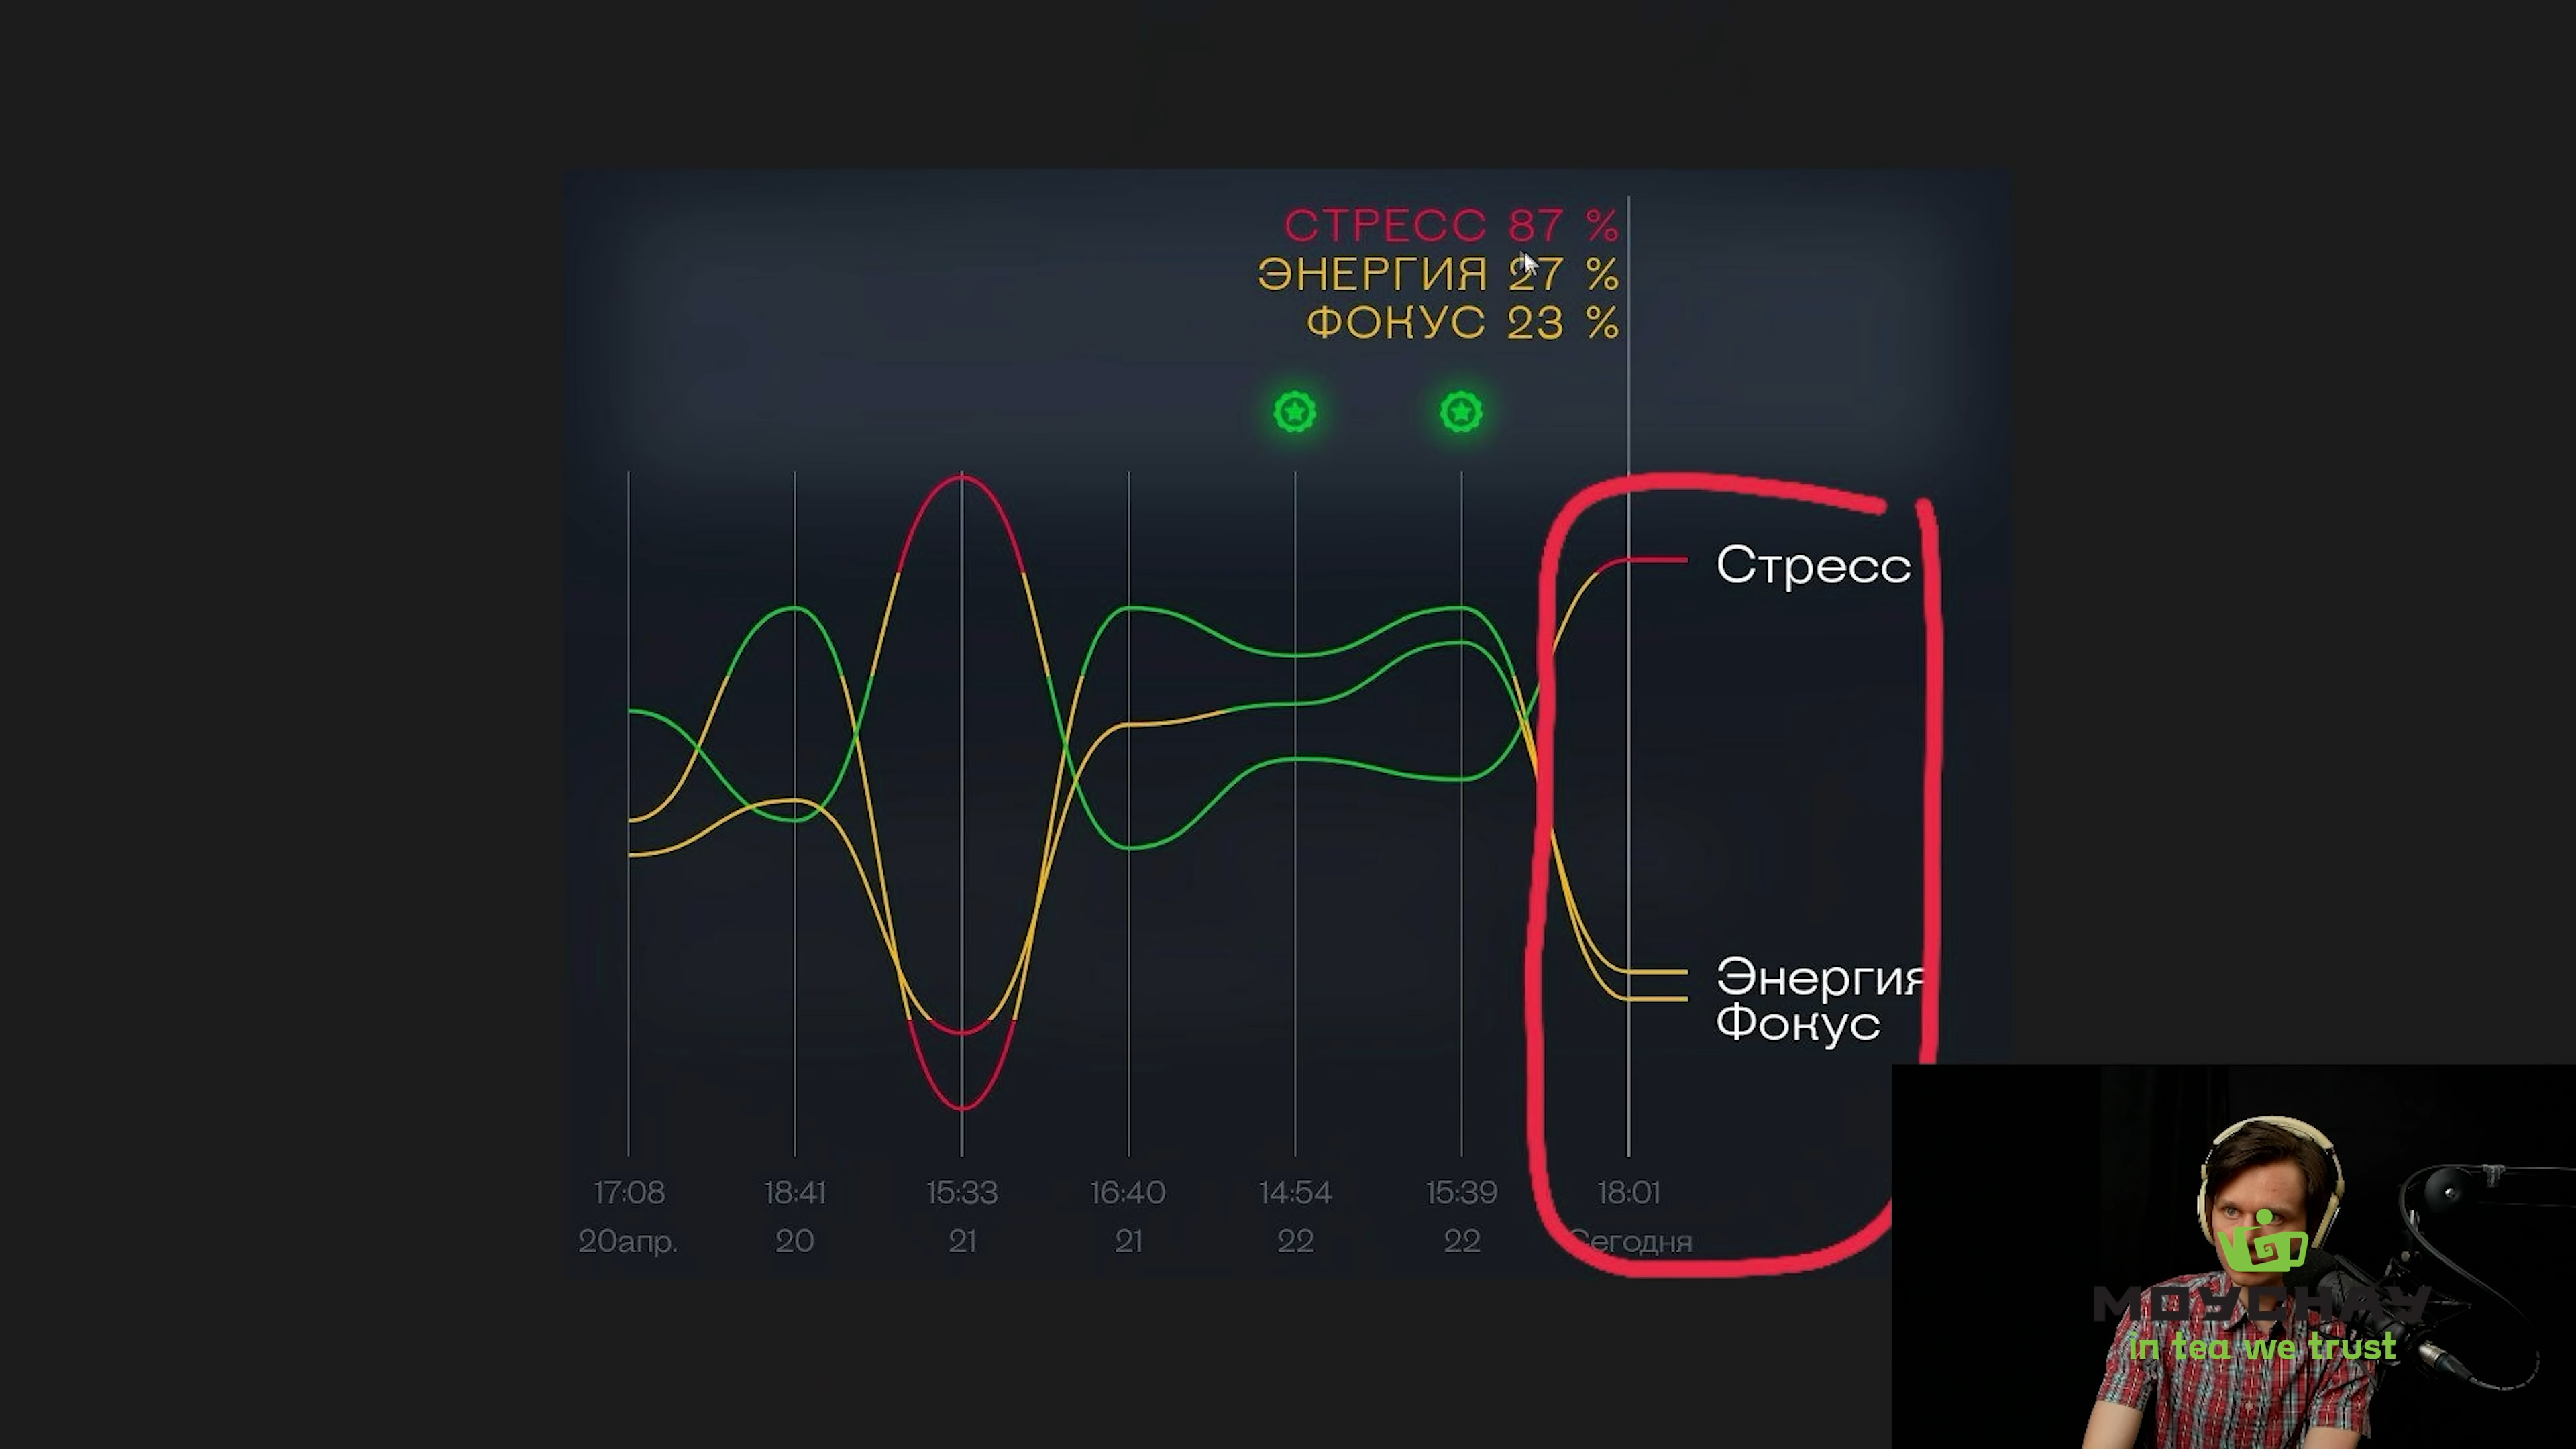 СТРЕСС 87 %
ЭНЕРГИЯ 27 %
ФОКУС 23 %
Стресс
Энергия
Фокус
17:08 18:41 15:33 16:40 14:54 15:39 18:01
20апр. 20 21 21 22 22 Сегодня
MOYCHAY
in tea we trust